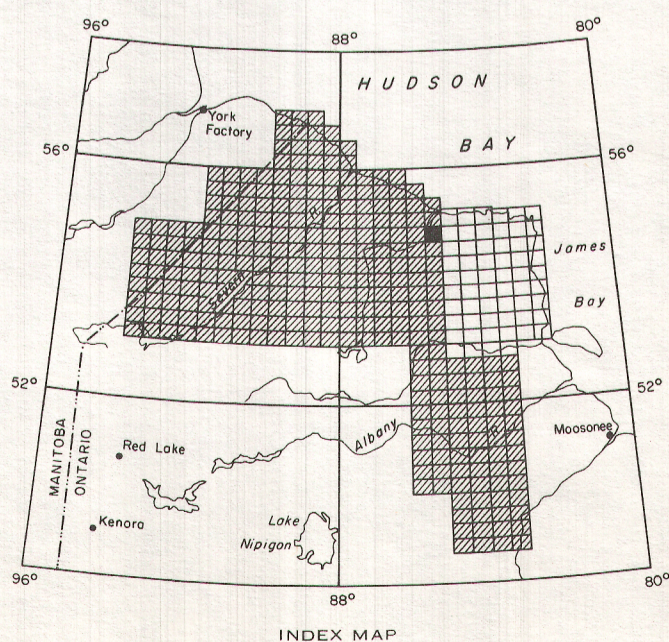 96°
88°
80°
HUDSON
BAY
York
Factory
56°
56°
James
Bay
Severn
R.
52°
52°
Albany
R.
Moosonee
MANITOBA
ONTARIO
Red Lake
Kenora
Lake
Nipigon
96°
88°
80°
INDEX MAP